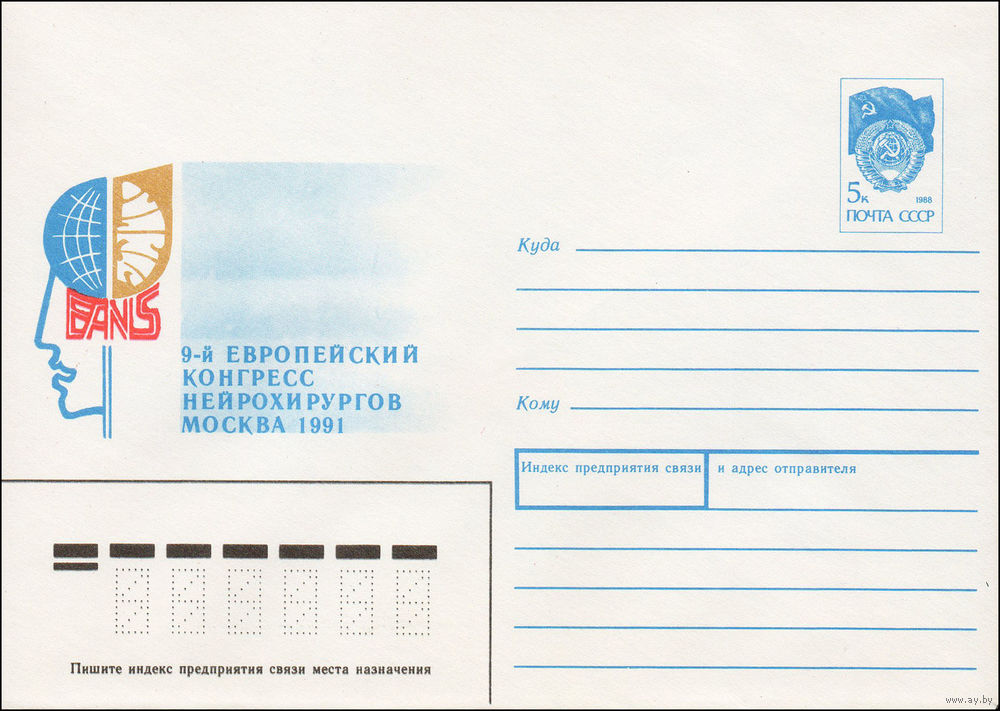 5к 1988
ПОЧТА СССР
EANS
9-й ЕВРОПЕЙСКИЙ
КОНГРЕСС
НЕЙРОХИРУРГОВ
МОСКВА 1991
Куда
Кому
Индекс предприятия связи и адрес отправителя
Пишите индекс предприятия связи места назначения
www.ay.by